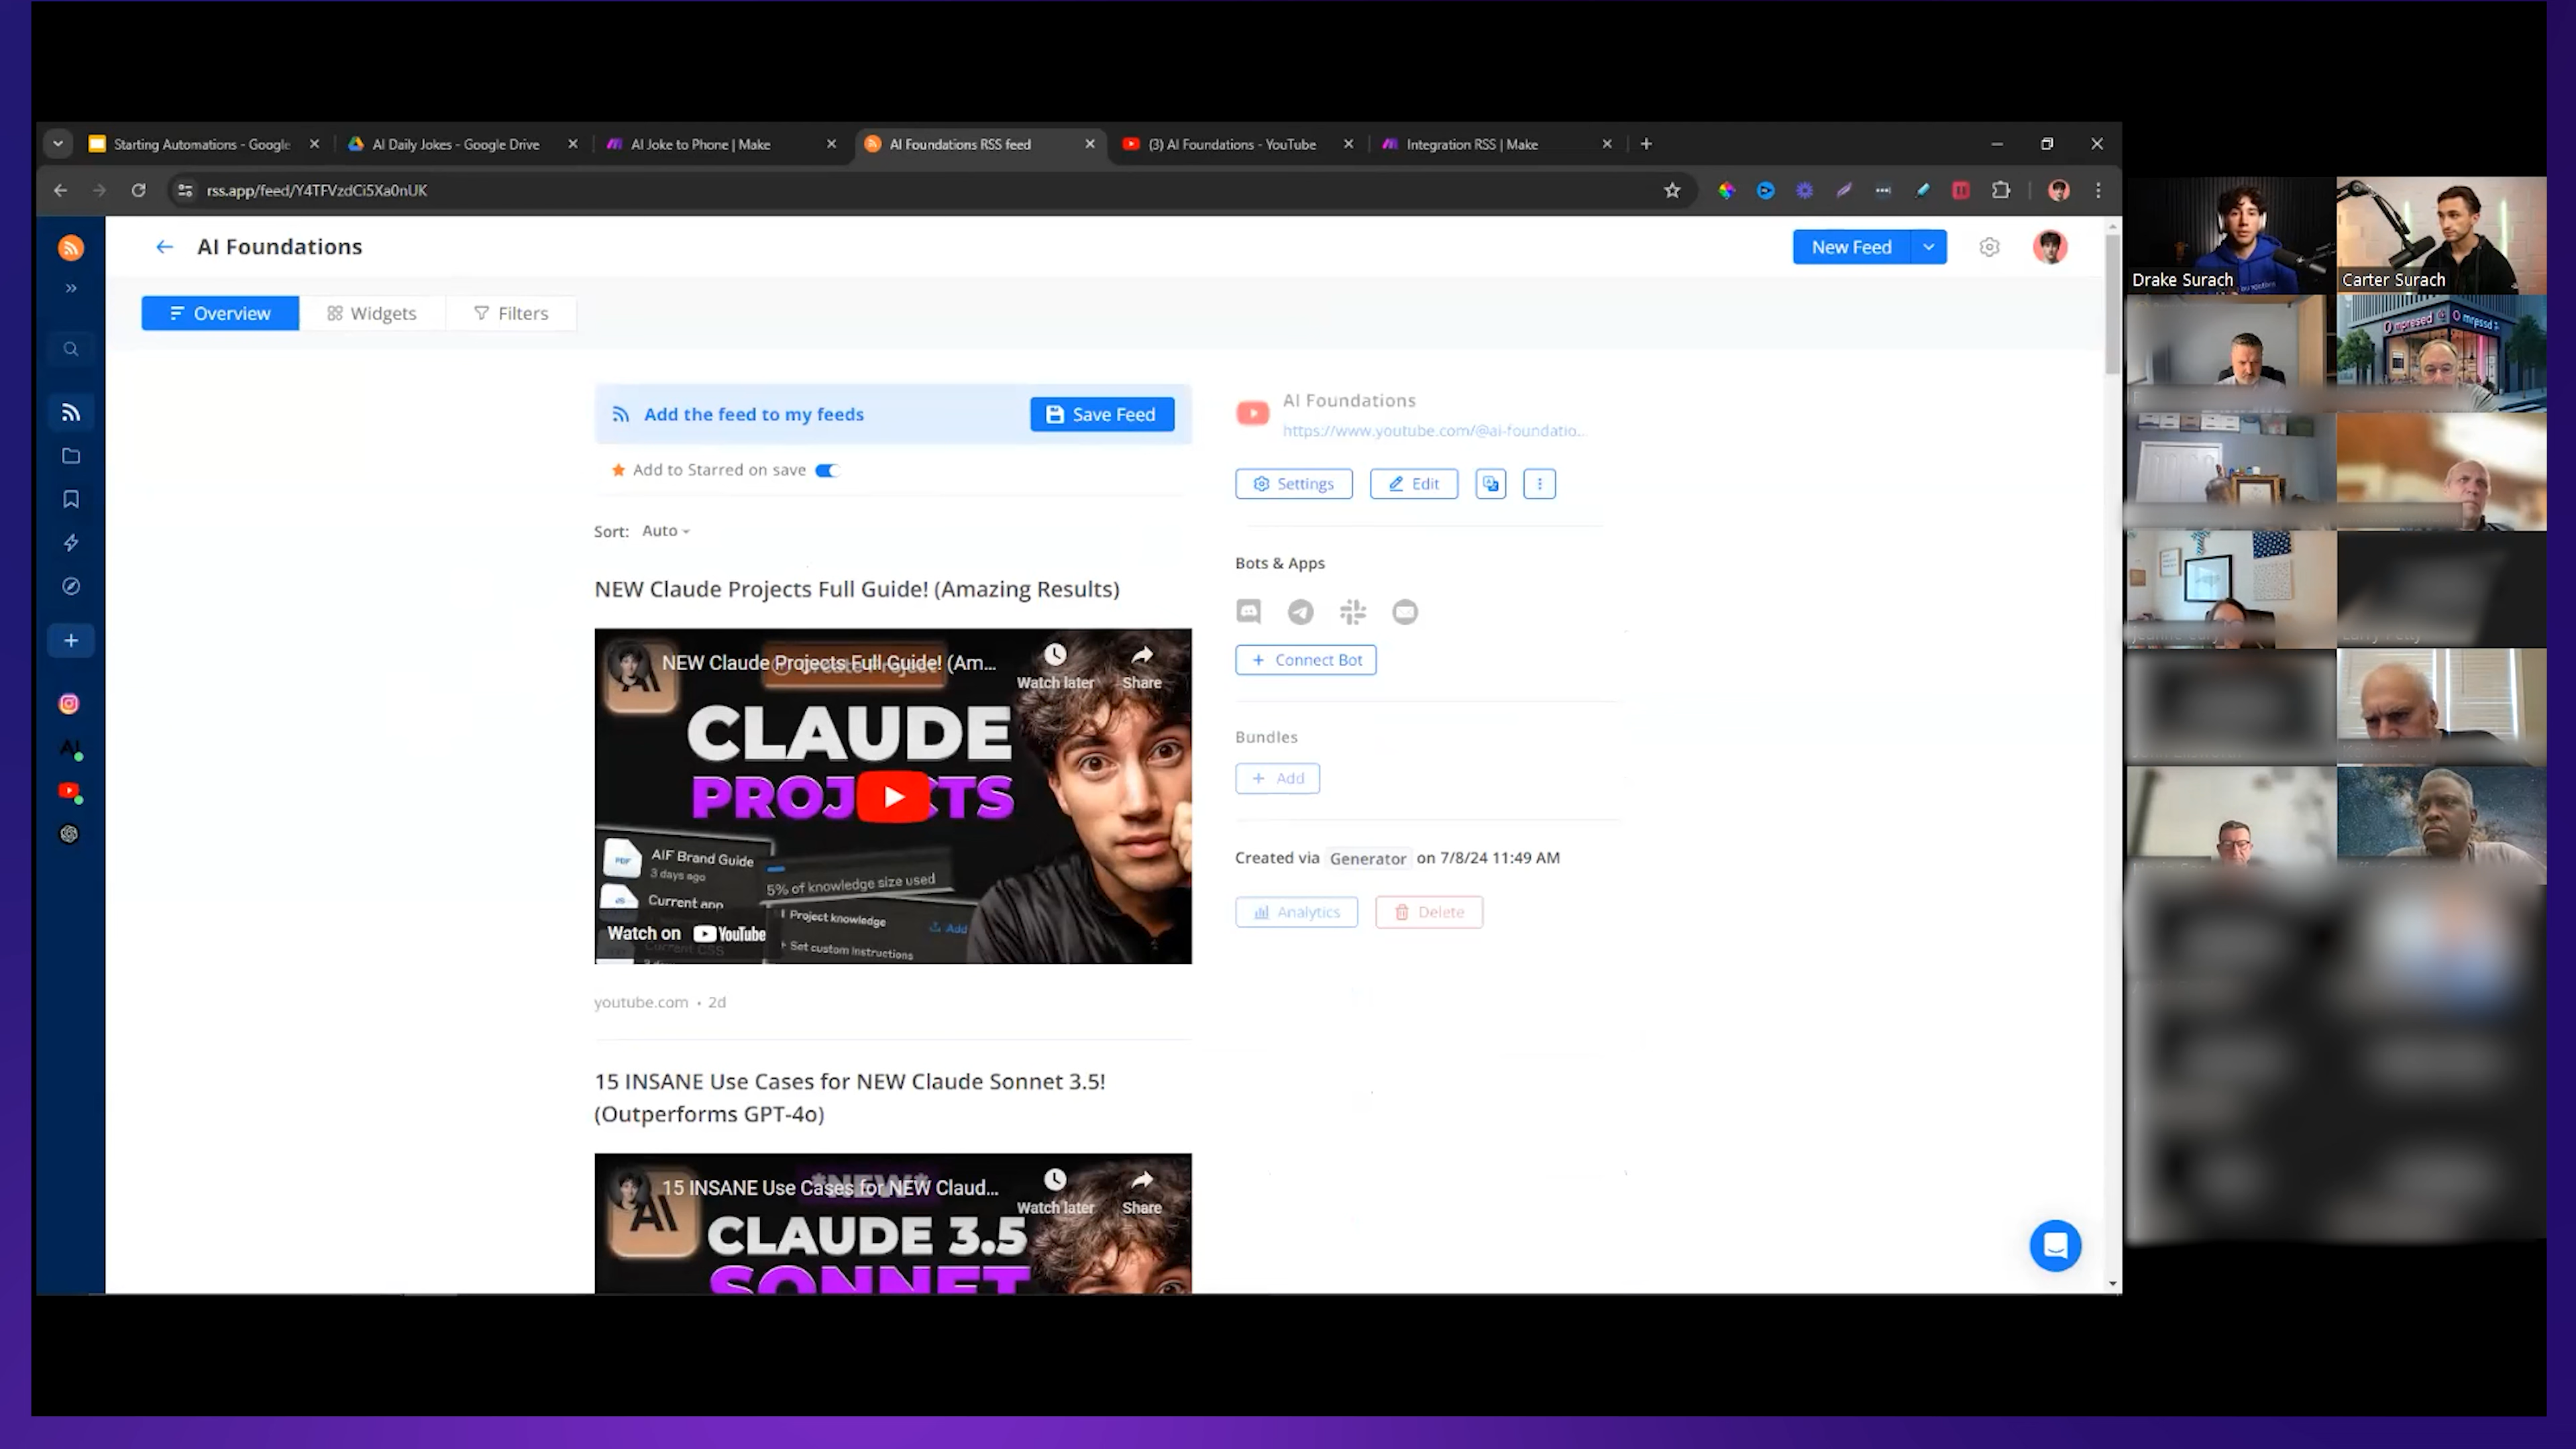 Starting Automations - Google
AI Daily Jokes - Google Drive
AI Joke to Phone | Make
AI Foundations RSS feed
(3) AI Foundations - YouTube
Integration RSS | Make
rss.app/feed/Y4TFVzdCi5Xa0nUK
AI Foundations
New Feed
Overview
Widgets
Filters
Add the feed to my feeds
Save Feed
Add to Starred on save
Sort: Auto
NEW Claude Projects Full Guide! (Amazing Results)
NEW Claude Projects Full Guide! (Am...
Watch later
Share
CLAUDE
AIF Brand Guide
3 days ago
5% of knowledge size used
Current app
Project knowledge
Add
Set custom instructions
Watch on YouTube
youtube.com • 2d
15 INSANE Use Cases for NEW Claude Sonnet 3.5!
(Outperforms GPT-4o)
15 INSANE Use Cases for NEW Claud...
Watch later
Share
AI
CLAUDE 3.5
SONNET
AI Foundations
https://www.youtube.com/@ai-foundatio...
Settings
Edit
Bots & Apps
+ Connect Bot
Bundles
+ Add
Created via Generator on 7/8/24 11:49 AM
Analytics
Delete
Drake Surach
Carter Surach